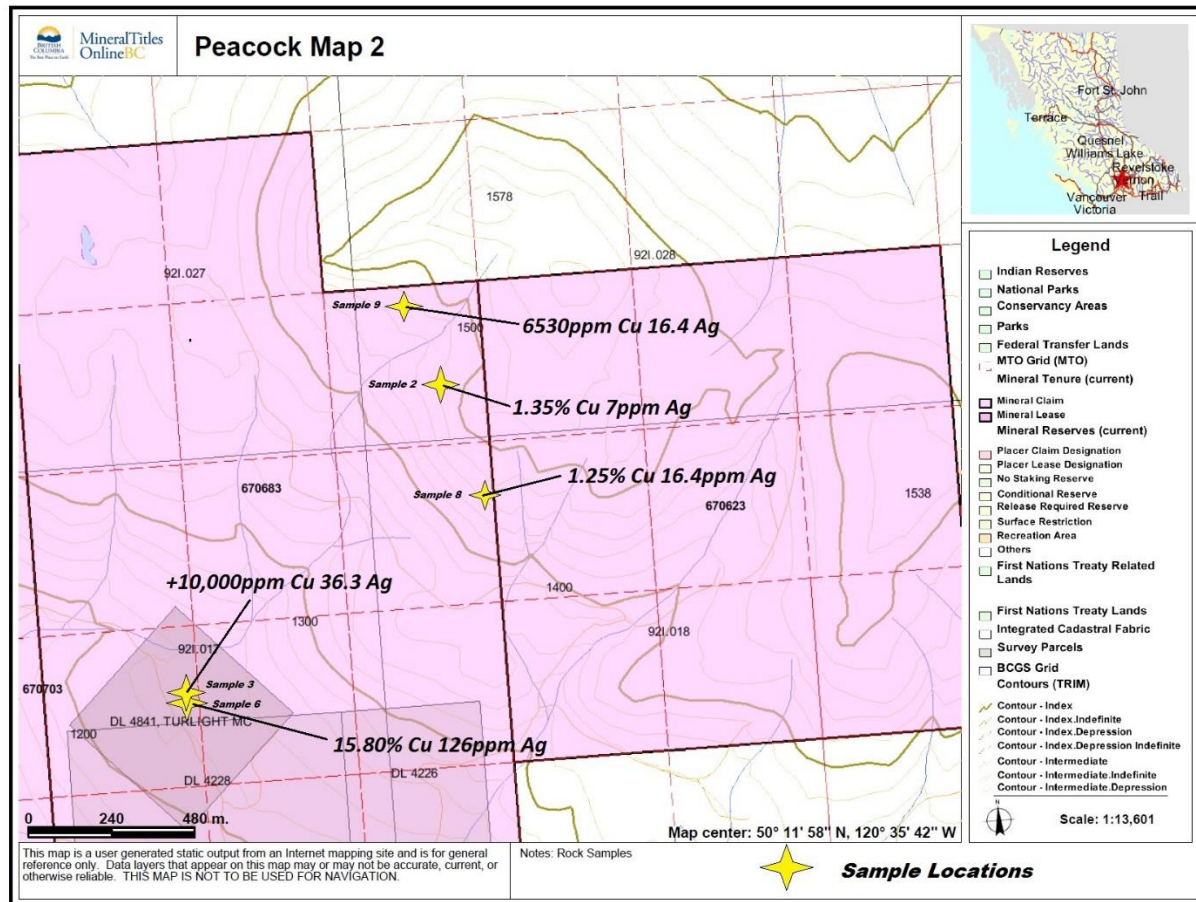 BRITISH
COLUMBIA
The Best Place on Earth
MineralTitles
OnlineBC
Peacock Map 2
Fort St. John
Terrace
Quesnel
Williams Lake
Revelstoke
Vernon
Vancouver
Trail
Victoria
1578
92I.027
92I.028
Sample 9
1500
6530ppm Cu 16.4 Ag
Sample 2
1.35% Cu 7ppm Ag
1.25% Cu 16.4ppm Ag
670683
Sample 8
670623
1538
+10,000ppm Cu 36.3 Ag
1400
1300
92I.018
92I.017
670703
Sample 3
Sample 6
DL 4841, TURLIGHT MC
1200
15.80% Cu 126ppm Ag
DL 4228
DL 4226
0 240 480 m.
Map center: 50° 11' 58" N, 120° 35' 42" W
Legend
Indian Reserves
National Parks
Conservancy Areas
Parks
Federal Transfer Lands
MTO Grid (MTO)
Mineral Tenure (current)
Mineral Claim
Mineral Lease
Mineral Reserves (current)
Placer Claim Designation
Placer Lease Designation
No Staking Reserve
Conditional Reserve
Release Required Reserve
Surface Restriction
Recreation Area
Others
First Nations Treaty Related
Lands
First Nations Treaty Lands
Integrated Cadastral Fabric
Survey Parcels
BCGS Grid
Contours (TRIM)
Contour - Index
Contour - Index.Indefinite
Contour - Index.Depression
Contour - Index.Depression Indefinite
Contour - Intermediate
Contour - Intermediate.Indefinite
Contour - Intermediate.Depression
N
Scale: 1:13,601
This map is a user generated static output from an Internet mapping site and is for general
reference only. Data layers that appear on this map may or may not be accurate, current, or
otherwise reliable. THIS MAP IS NOT TO BE USED FOR NAVIGATION.
Notes: Rock Samples
Sample Locations